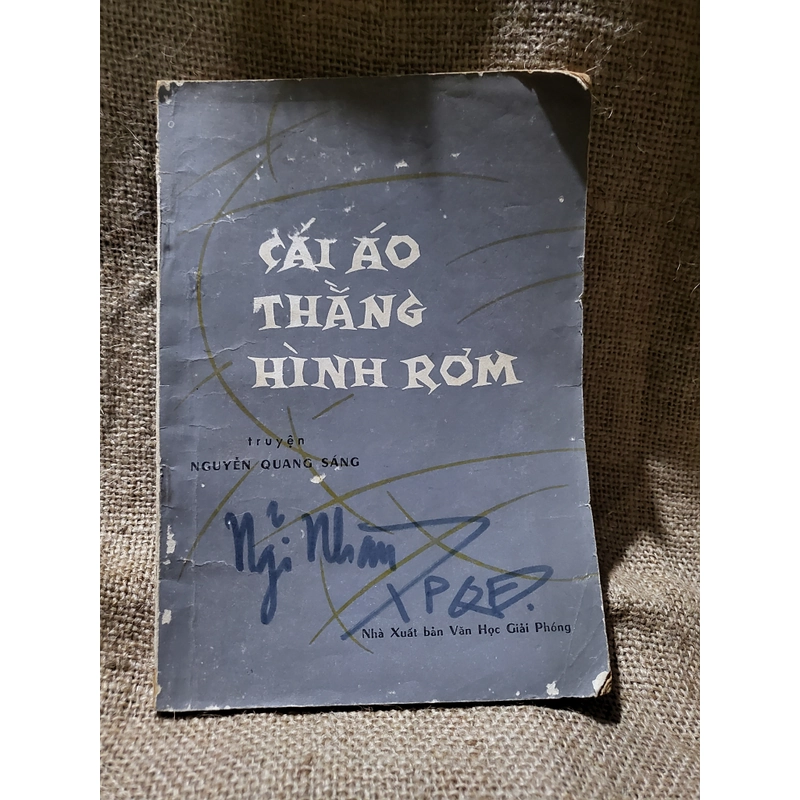 CÁI ÁO
THẰNG
HÌNH RƠM
truyện
NGUYỄN QUANG SÁNG
Nhà Xuất bản Văn Học Giải Phóng